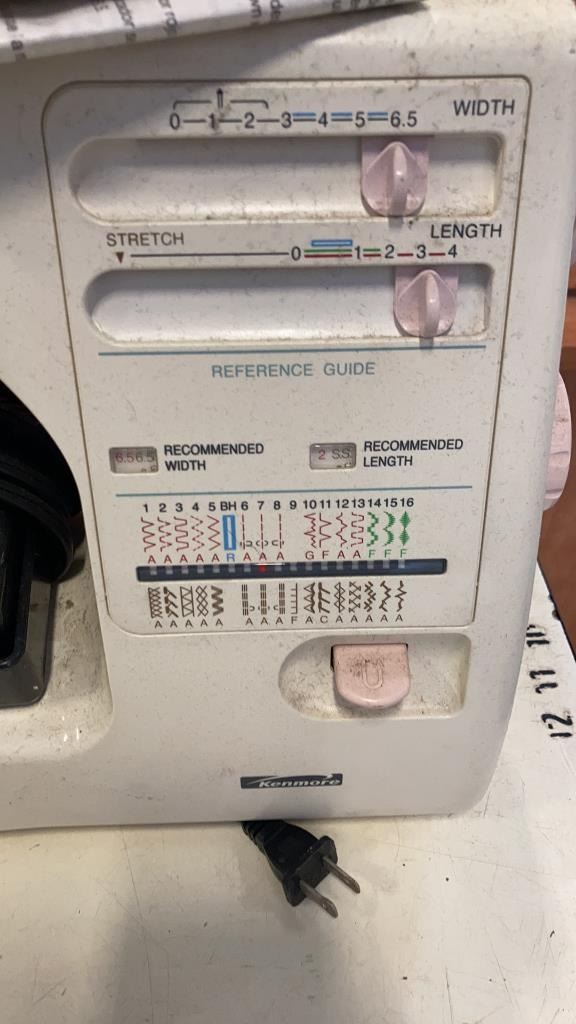 WIDTH
0 1 2 3 4 5 6.5
LENGTH
STRETCH
0 1 2 3 4
REFERENCE GUIDE
6.5 6.5 RECOMMENDED WIDTH
2 S.S. RECOMMENDED LENGTH
1 2 3 4 5 BH 6 7 8 9 10 11 12 13 14 15 16
A A A A A R A A A G F A A F F F
A A A A A A A A F A C A A A A A
U
Kenmore
12 11